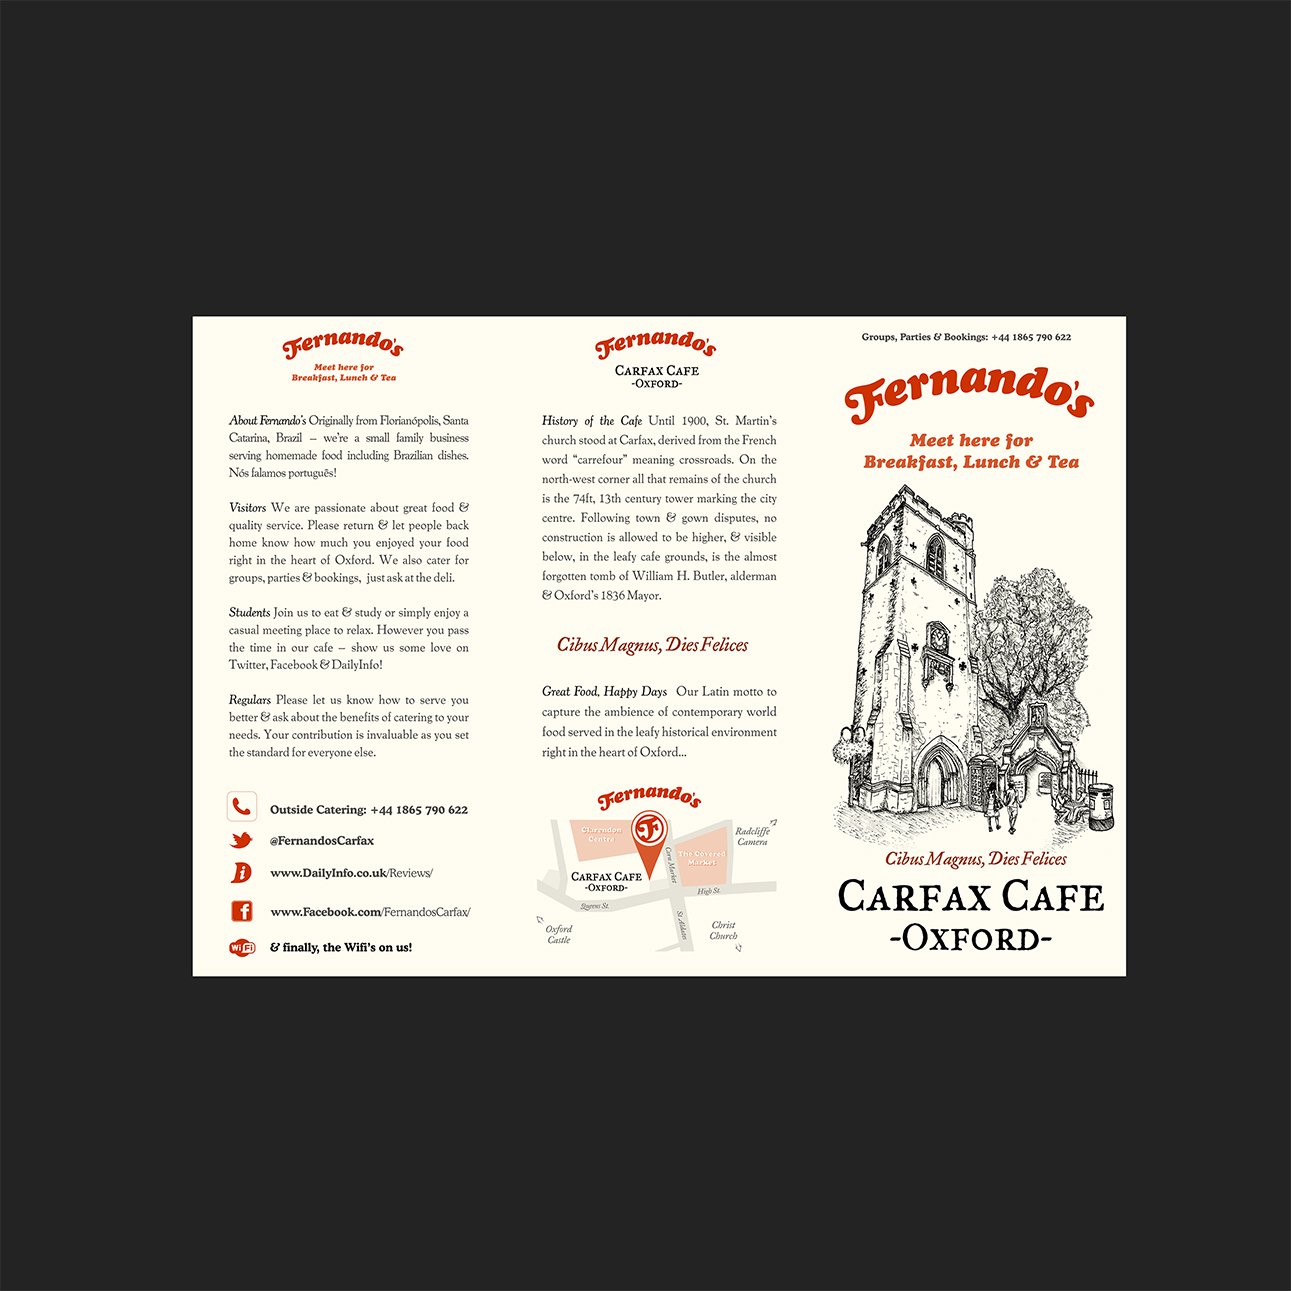 Fernando's
Meet here for
Breakfast, Lunch & Tea
About Fernando's Originally from Florianópolis, Santa
Catarina, Brazil – we're a small family business
serving homemade food including Brazilian dishes.
Nós falamos português!
Visitors We are passionate about great food &
quality service. Please return & let people back
home know how much you enjoyed your food
right in the heart of Oxford. We also cater for
groups, parties & bookings, just ask at the deli.
Students Join us to eat & study or simply enjoy a
casual meeting place to relax. However you pass
the time in our cafe – show us some love on
Twitter, Facebook & DailyInfo!
Regulars Please let us know how to serve you
better & ask about the benefits of catering to your
needs. Your contribution is invaluable as you set
the standard for everyone else.
Outside Catering: +44 1865 790 622
@FernandosCarfax
www.DailyInfo.co.uk/Reviews/
www.Facebook.com/FernandosCarfax/
WiFi
& finally, the Wifi's on us!
Fernando's
Carfax Cafe
-Oxford-
History of the Cafe Until 1900, St. Martin's
church stood at Carfax, derived from the French
word "carrefour" meaning crossroads. On the
north-west corner all that remains of the church
is the 74ft, 13th century tower marking the city
centre. Following town & gown disputes, no
construction is allowed to be higher, & visible
below, in the leafy cafe grounds, is the almost
forgotten tomb of William H. Butler, alderman
& Oxford's 1836 Mayor.
Cibus Magnus, Dies Felices
Great Food, Happy Days Our Latin motto to
capture the ambience of contemporary world
food served in the leafy historical environment
right in the heart of Oxford...
Fernando's
Clarendon
Centre
F
Radcliffe
Camera
Corn Market
The Covered
Market
Carfax Cafe
-Oxford-
High St.
Queens St.
St Aldates
Oxford
Castle
Christ
Church
Groups, Parties & Bookings: +44 1865 790 622
Fernando's
Meet here for
Breakfast, Lunch & Tea
Cibus Magnus, Dies Felices
Carfax Cafe
-Oxford-